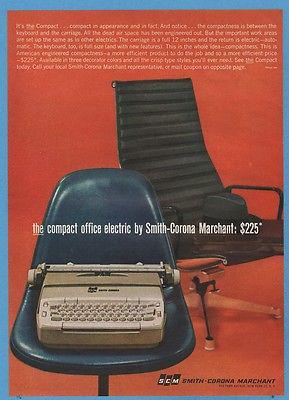 It's the Compact . . . compact in appearance and in fact. And notice . . . the compactness is between the
keyboard and the carriage. All the dead air space has been engineered out. But the important work areas
are set up the same as in other electrics. The carriage is a full 12 inches and the return is electric—auto-
matic. The keyboard, too, is full size (and with new features). This is the whole idea—compactness. This is
American engineered compactness—a more efficient product to do the job and so a more efficient price
—$225*. Available in three decorator colors and all the crisp type styles you'll ever need. See the Compact
today. Call your local Smith-Corona Marchant representative, or mail coupon on opposite page.
the compact office electric by Smith-Corona Marchant: $225*
SMITH-CORONA
SCM SMITH-CORONA MARCHANT